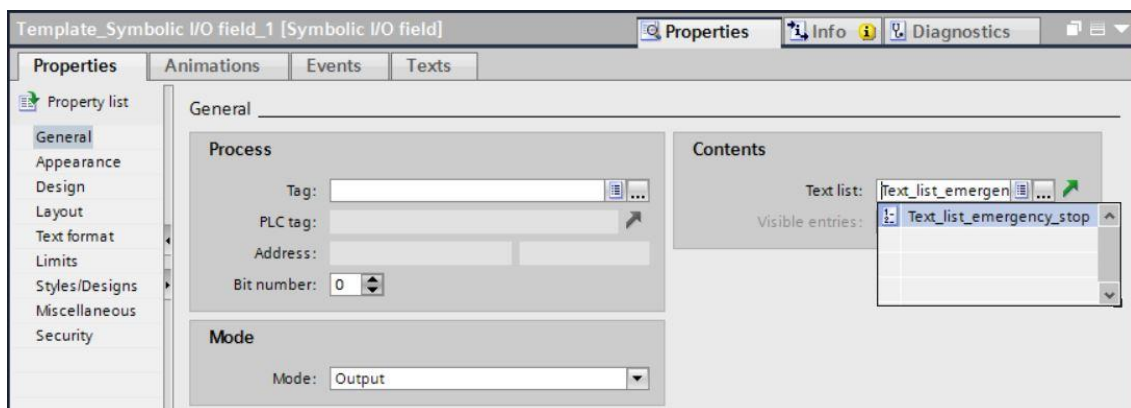 Template_Symbolic I/O field_1 [Symbolic I/O field]
Properties
Info
Diagnostics
Properties
Animations
Events
Texts
Property list
General
Appearance
Design
Layout
Text format
Limits
Styles/Designs
Miscellaneous
Security
General
Process
Tag:
...
PLC tag:
Address:
Bit number: 0
Mode
Mode: Output
Contents
Text list: Text_list_emergen ...
Visible entries:
Text_list_emergency_stop